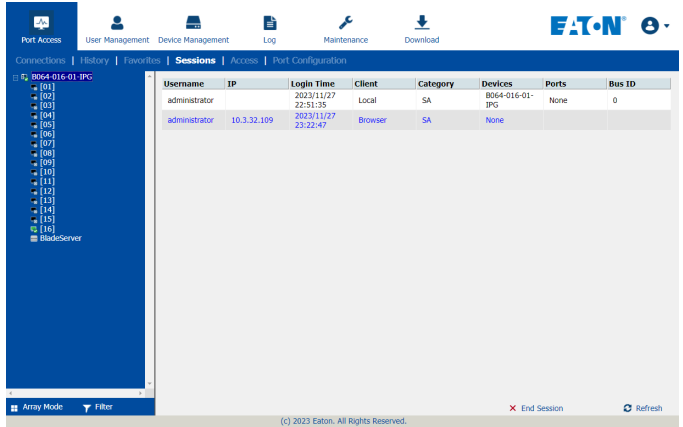 EATON
Port Access User Management Device Management Log Maintenance Download
Connections | History | Favorites | Sessions | Access | Port Configuration
B064-016-01-IPG
[01]
[02]
[03]
[04]
[05]
[06]
[07]
[08]
[09]
[10]
[11]
[12]
[13]
[14]
[15]
[16]
BladeServer
Username IP Login Time Client Category Devices Ports Bus ID
administrator 2023/11/27 22:51:35 Local SA B064-016-01-IPG None 0
administrator 10.3.32.109 2023/11/27 23:22:47 Browser SA None
Array Mode Filter
End Session Refresh
(c) 2023 Eaton. All Rights Reserved.